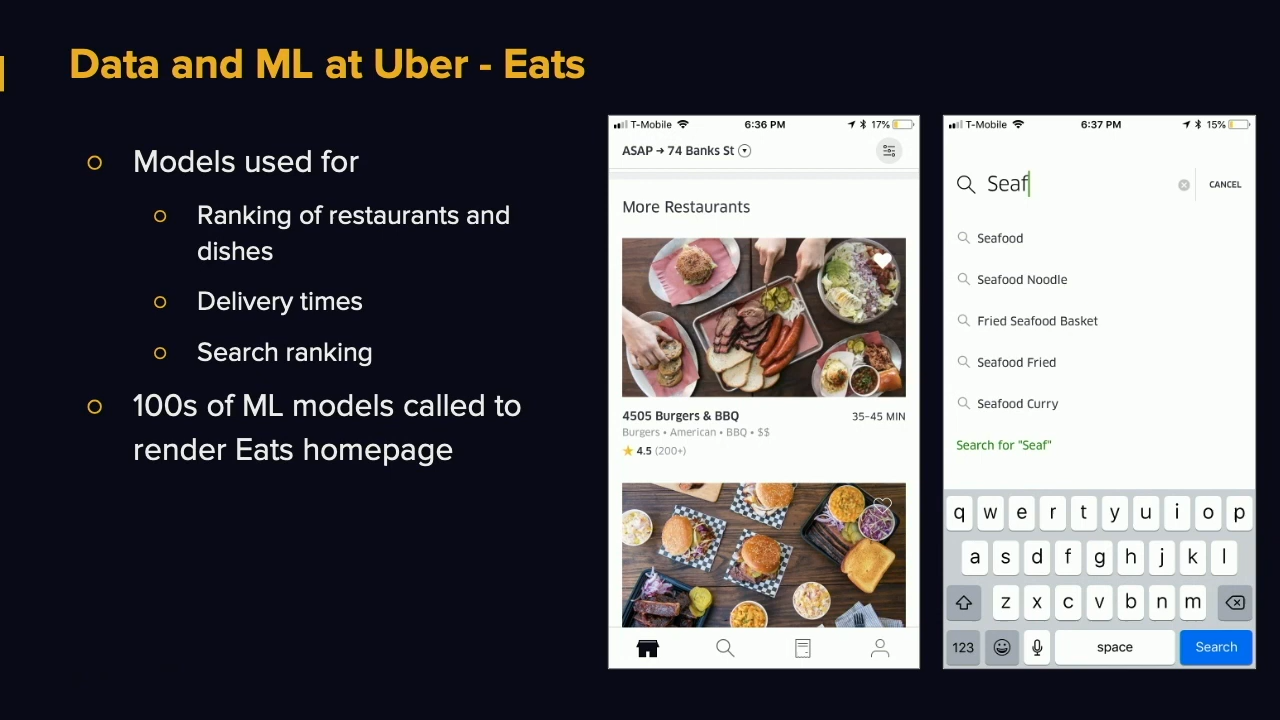 Data and ML at Uber - Eats
Models used for
Ranking of restaurants and
dishes
Delivery times
Search ranking
100s of ML models called to
render Eats homepage
T-Mobile 6:36 PM 17%
ASAP → 74 Banks St
More Restaurants
4505 Burgers & BBQ 35–45 MIN
Burgers • American • BBQ • $$
4.5 (200+)
T-Mobile 6:37 PM 15%
Seaf CANCEL
Seafood
Seafood Noodle
Fried Seafood Basket
Seafood Fried
Seafood Curry
Search for "Seaf"
q w e r t y u i o p
a s d f g h j k l
z x c v b n m
123 space Search